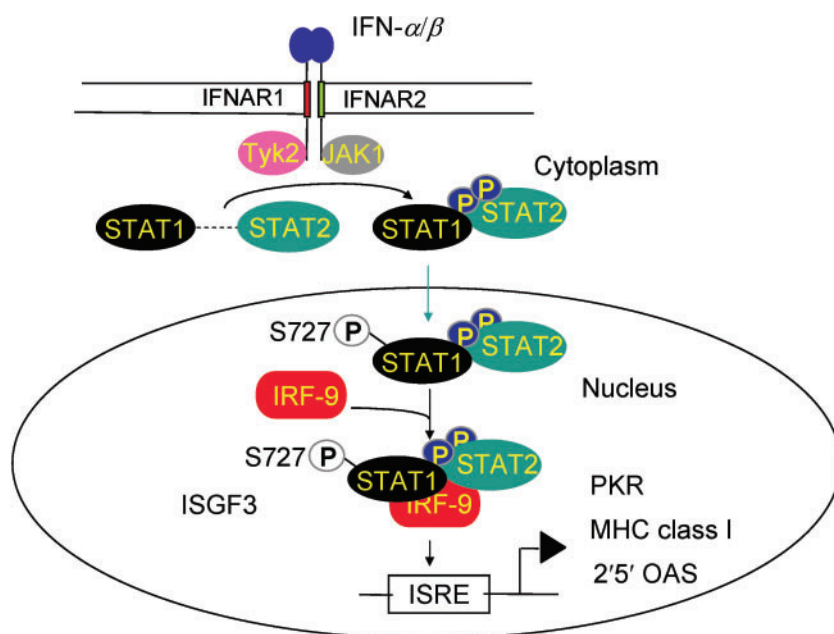 IFN-α/β
IFNAR1 IFNAR2
Tyk2 JAK1
Cytoplasm
P P
STAT1 STAT2 STAT1 STAT2
P P
S727 P
STAT1 STAT2
Nucleus
IRF-9
P P
S727 P
STAT1 STAT2
IRF-9
ISGF3
PKR
MHC class I
2′5′ OAS
ISRE